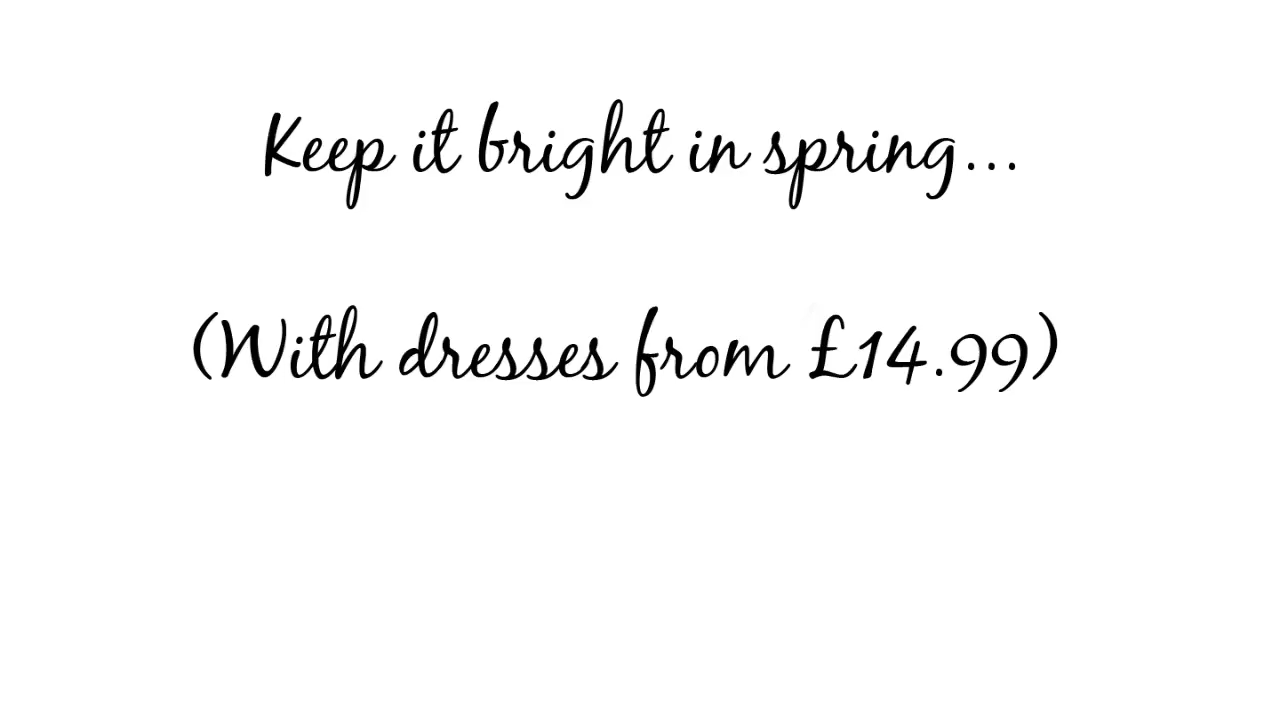 Keep it bright in spring...
(With dresses from £14.99)